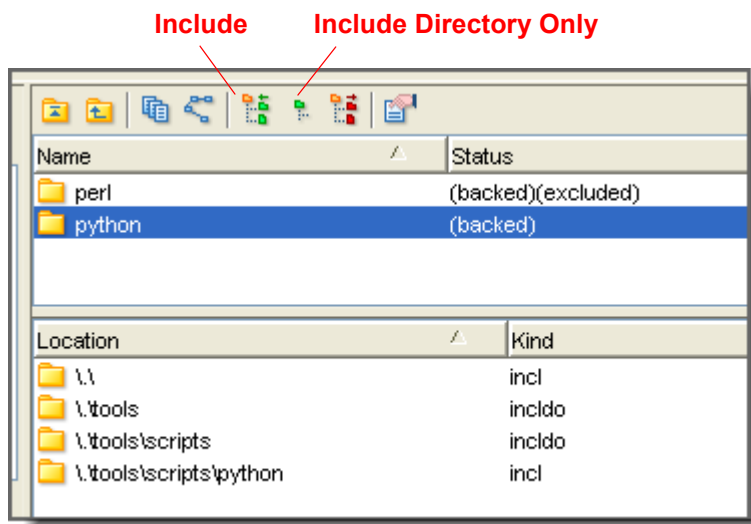 Include Include Directory Only
Name Status
perl (backed)(excluded)
python (backed)
Location Kind
\.\ incl
\.\tools incldo
\.\tools\scripts incldo
\.\tools\scripts\python incl